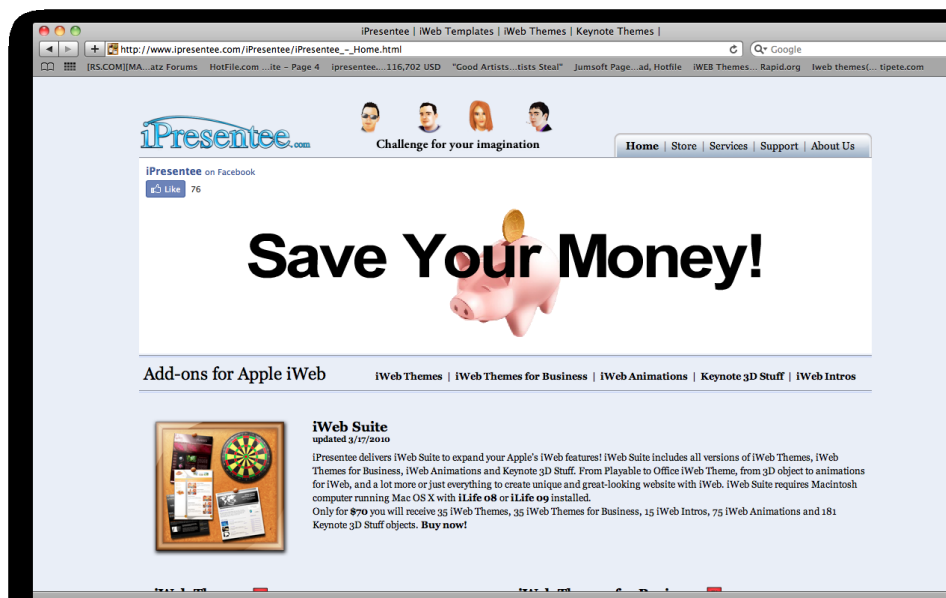 iPresentee | iWeb Templates | iWeb Themes | Keynote Themes |
http://www.ipresentee.com/iPresentee/iPresentee_-_Home.html
Google
[RS.COM][MA...atz Forums HotFile.com ...ite – Page 4 ipresentee....116,702 USD "Good Artists...tists Steal" Jumsoft Page...ad, Hotfile iWEB Themes... Rapid.org Iweb themes(... tipete.com
iPresentee.com
Challenge for your imagination
Home | Store | Services | Support | About Us
iPresentee on Facebook
Like 76
Save Your Money!
Add-ons for Apple iWeb
iWeb Themes | iWeb Themes for Business | iWeb Animations | Keynote 3D Stuff | iWeb Intros
iWeb Suite
updated 3/17/2010
iPresentee delivers iWeb Suite to expand your Apple's iWeb features! iWeb Suite includes all versions of iWeb Themes, iWeb
Themes for Business, iWeb Animations and Keynote 3D Stuff. From Playable to Office iWeb Theme, from 3D object to animations
for iWeb, and a lot more or just everything to create unique and great-looking website with iWeb. iWeb Suite requires Macintosh
computer running Mac OS X with iLife 08 or iLife 09 installed.
Only for $70 you will receive 35 iWeb Themes, 35 iWeb Themes for Business, 15 iWeb Intros, 75 iWeb Animations and 181
Keynote 3D Stuff objects. Buy now!